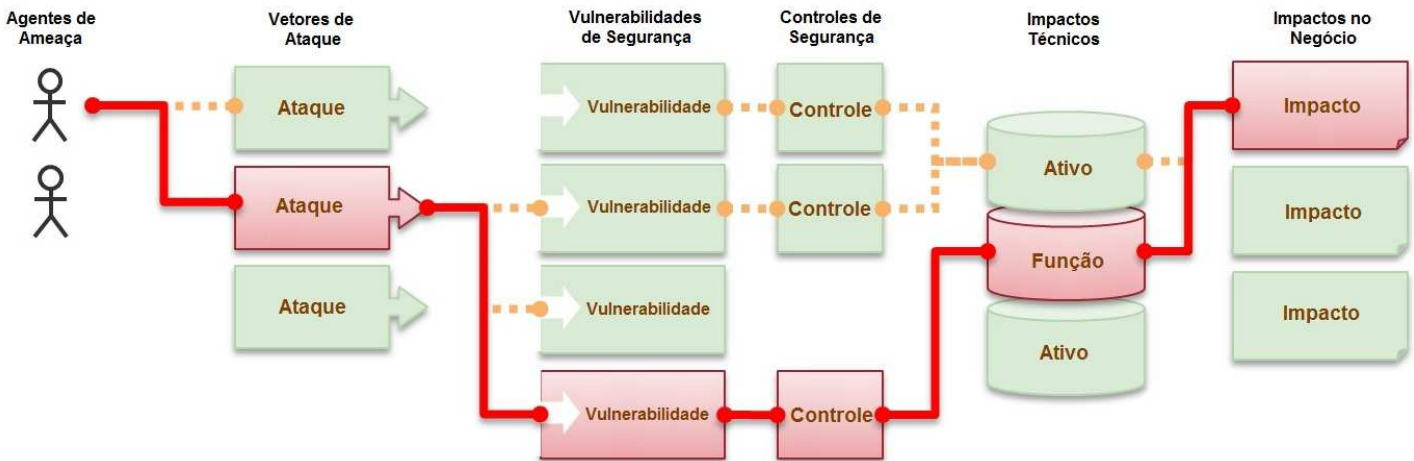 Agentes de
Ameaça
Vetores de
Ataque
Vulnerabilidades
de Segurança
Controles de
Segurança
Impactos
Técnicos
Impactos no
Negócio
Ataque
Vulnerabilidade
Controle
Impacto
Ativo
Ataque
Vulnerabilidade
Controle
Impacto
Função
Ataque
Vulnerabilidade
Impacto
Ativo
Vulnerabilidade
Controle